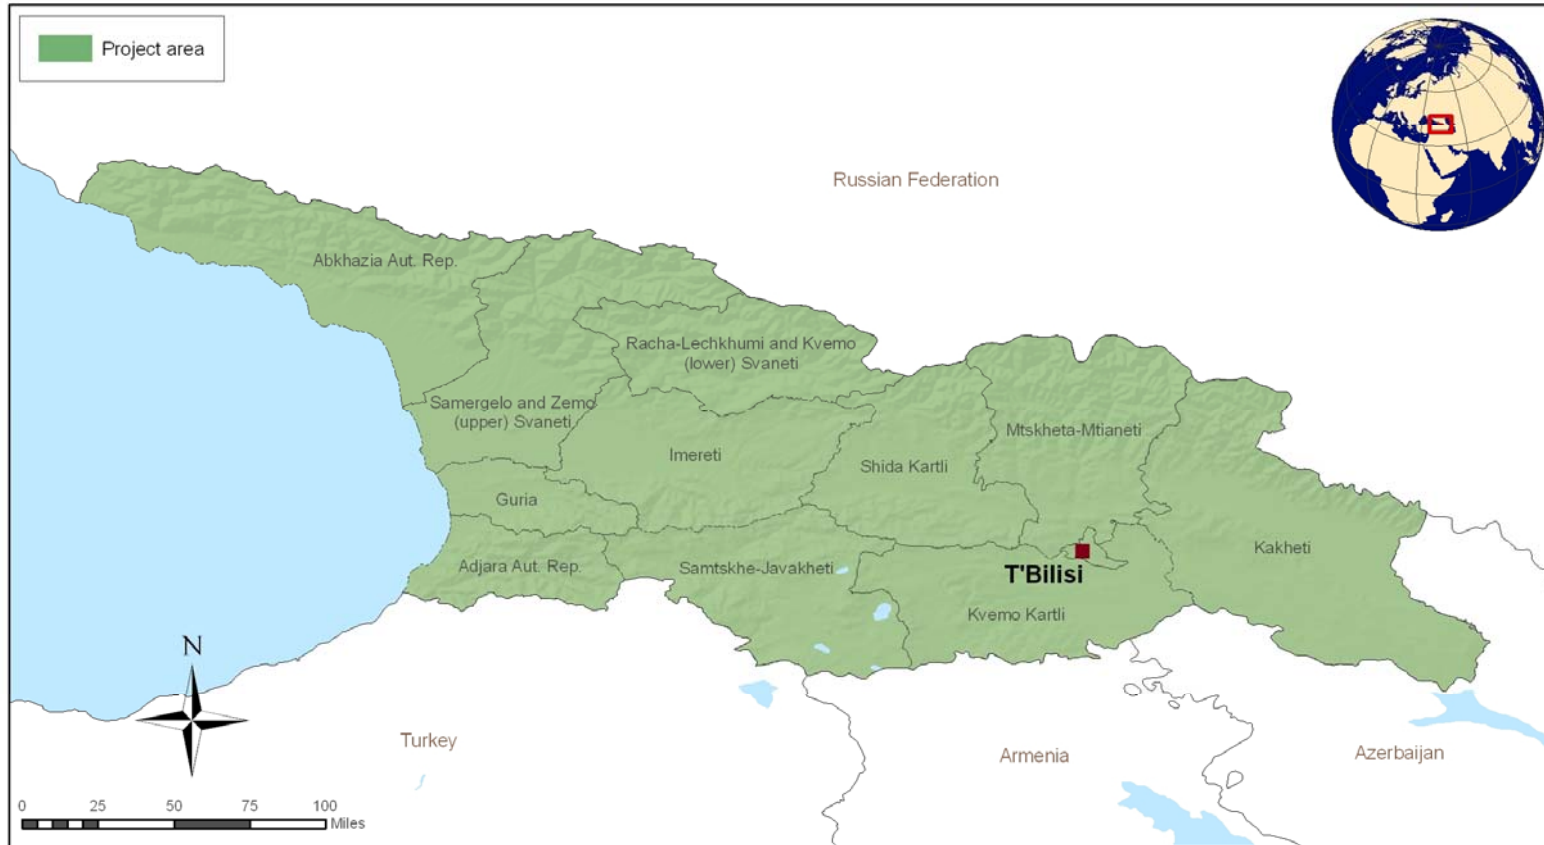 Project area
Russian Federation
Abkhazia Aut. Rep.
Racha-Lechkhumi and Kvemo
(lower) Svaneti
Samergelo and Zemo
(upper) Svaneti
Mtskheta-Mtianeti
Imereti
Shida Kartli
Guria
Kakheti
Adjara Aut. Rep.
Samtskhe-Javakheti
T'Bilisi
Kvemo Kartli
N
Turkey
Armenia
Azerbaijan
0 25 50 75 100
Miles